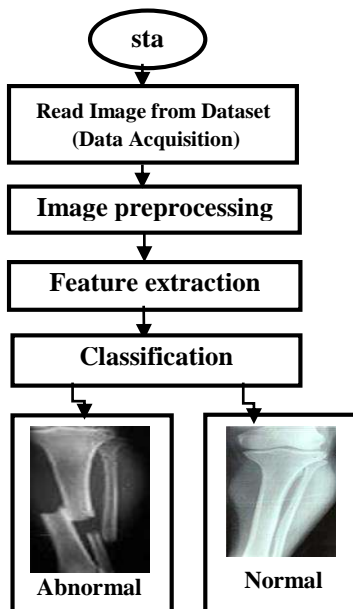 sta
Read Image from Dataset
(Data Acquisition)
Image preprocessing
Feature extraction
Classification
Abnormal
Normal